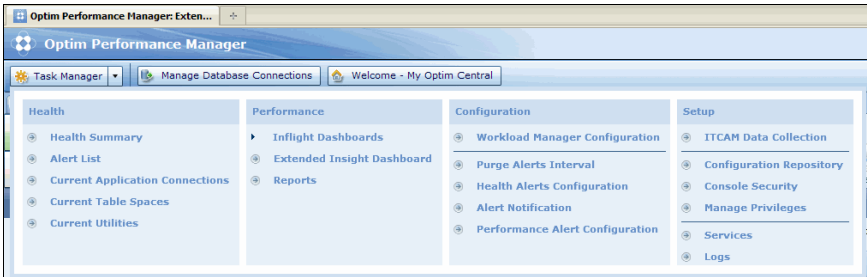 Optim Performance Manager: Exten...
Optim Performance Manager
Task Manager Manage Database Connections Welcome - My Optim Central
Health Performance Configuration Setup
Health Summary Inflight Dashboards Workload Manager Configuration ITCAM Data Collection
Alert List Extended Insight Dashboard Purge Alerts Interval Configuration Repository
Current Application Connections Reports Health Alerts Configuration Console Security
Current Table Spaces Alert Notification Manage Privileges
Current Utilities Performance Alert Configuration Services
Logs